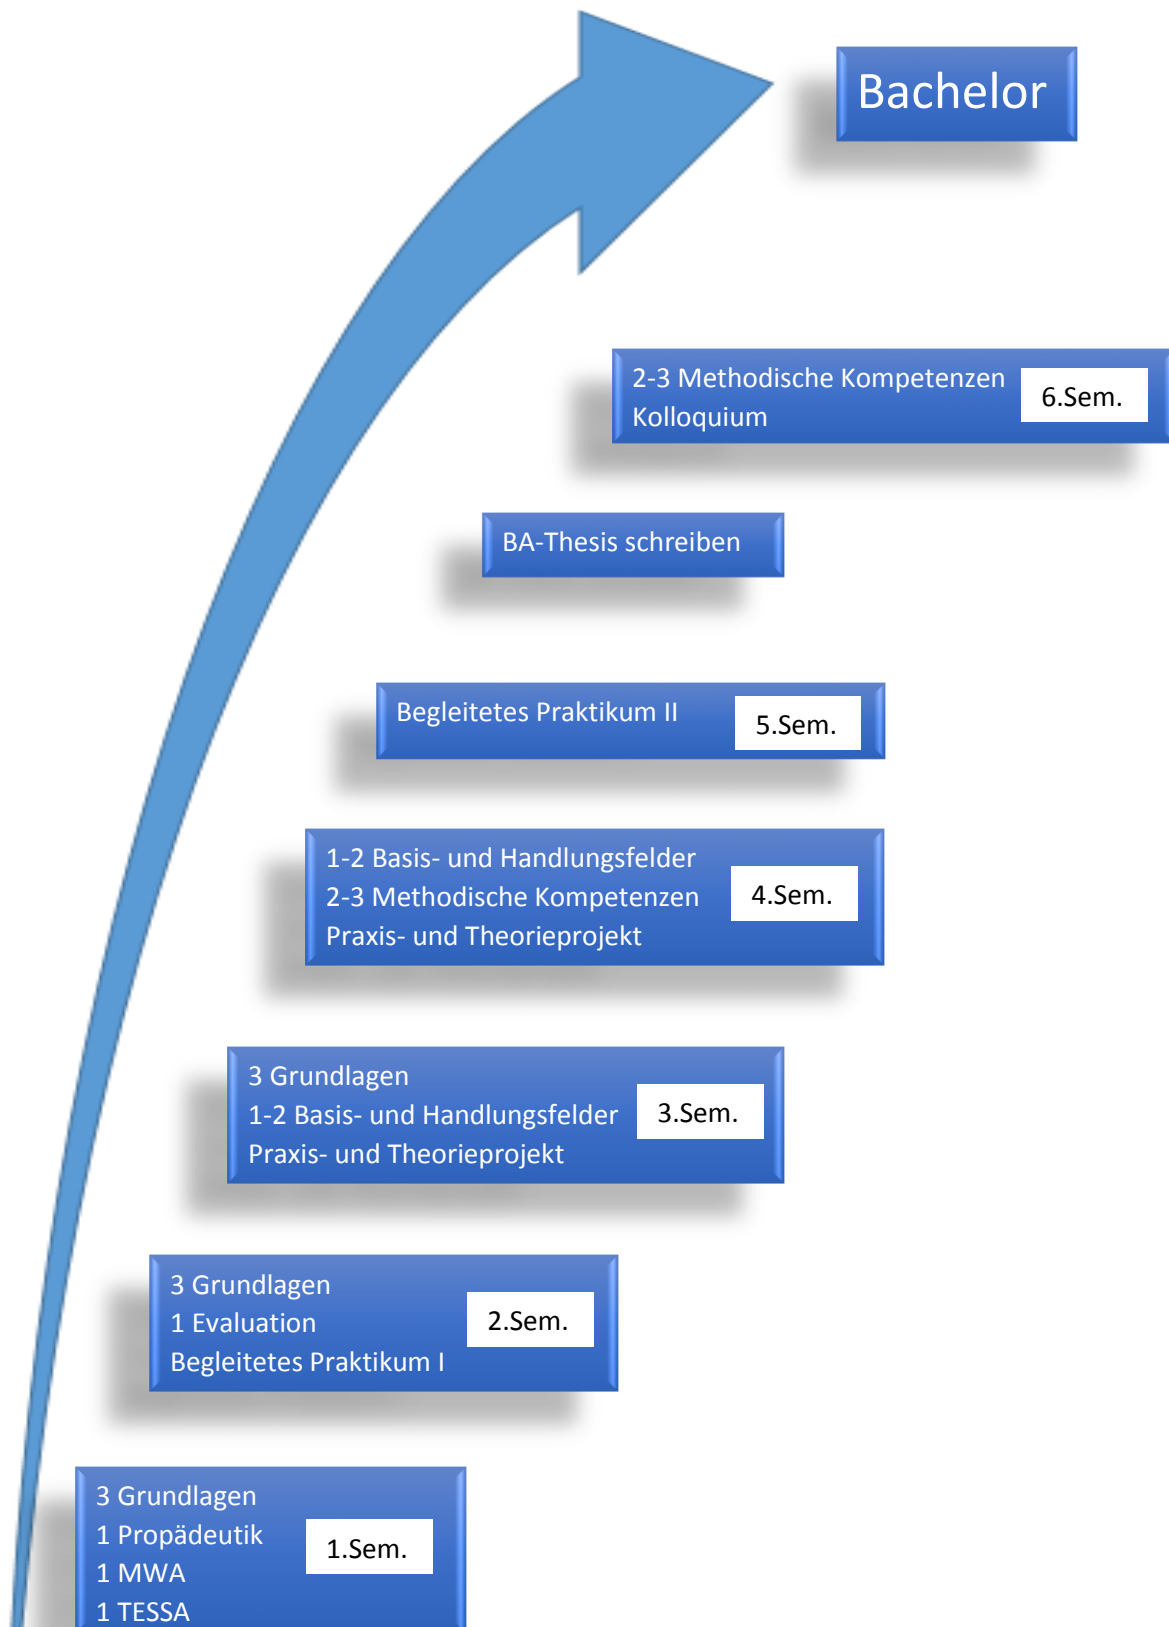 Bachelor
2-3 Methodische Kompetenzen
Kolloquium
6.Sem.
BA-Thesis schreiben
Begleitetes Praktikum II
5.Sem.
1-2 Basis- und Handlungsfelder
2-3 Methodische Kompetenzen
Praxis- und Theorieprojekt
4.Sem.
3 Grundlagen
1-2 Basis- und Handlungsfelder
Praxis- und Theorieprojekt
3.Sem.
3 Grundlagen
1 Evaluation
Begleitetes Praktikum I
2.Sem.
3 Grundlagen
1 Propädeutik
1 MWA
1 TESSA
1.Sem.